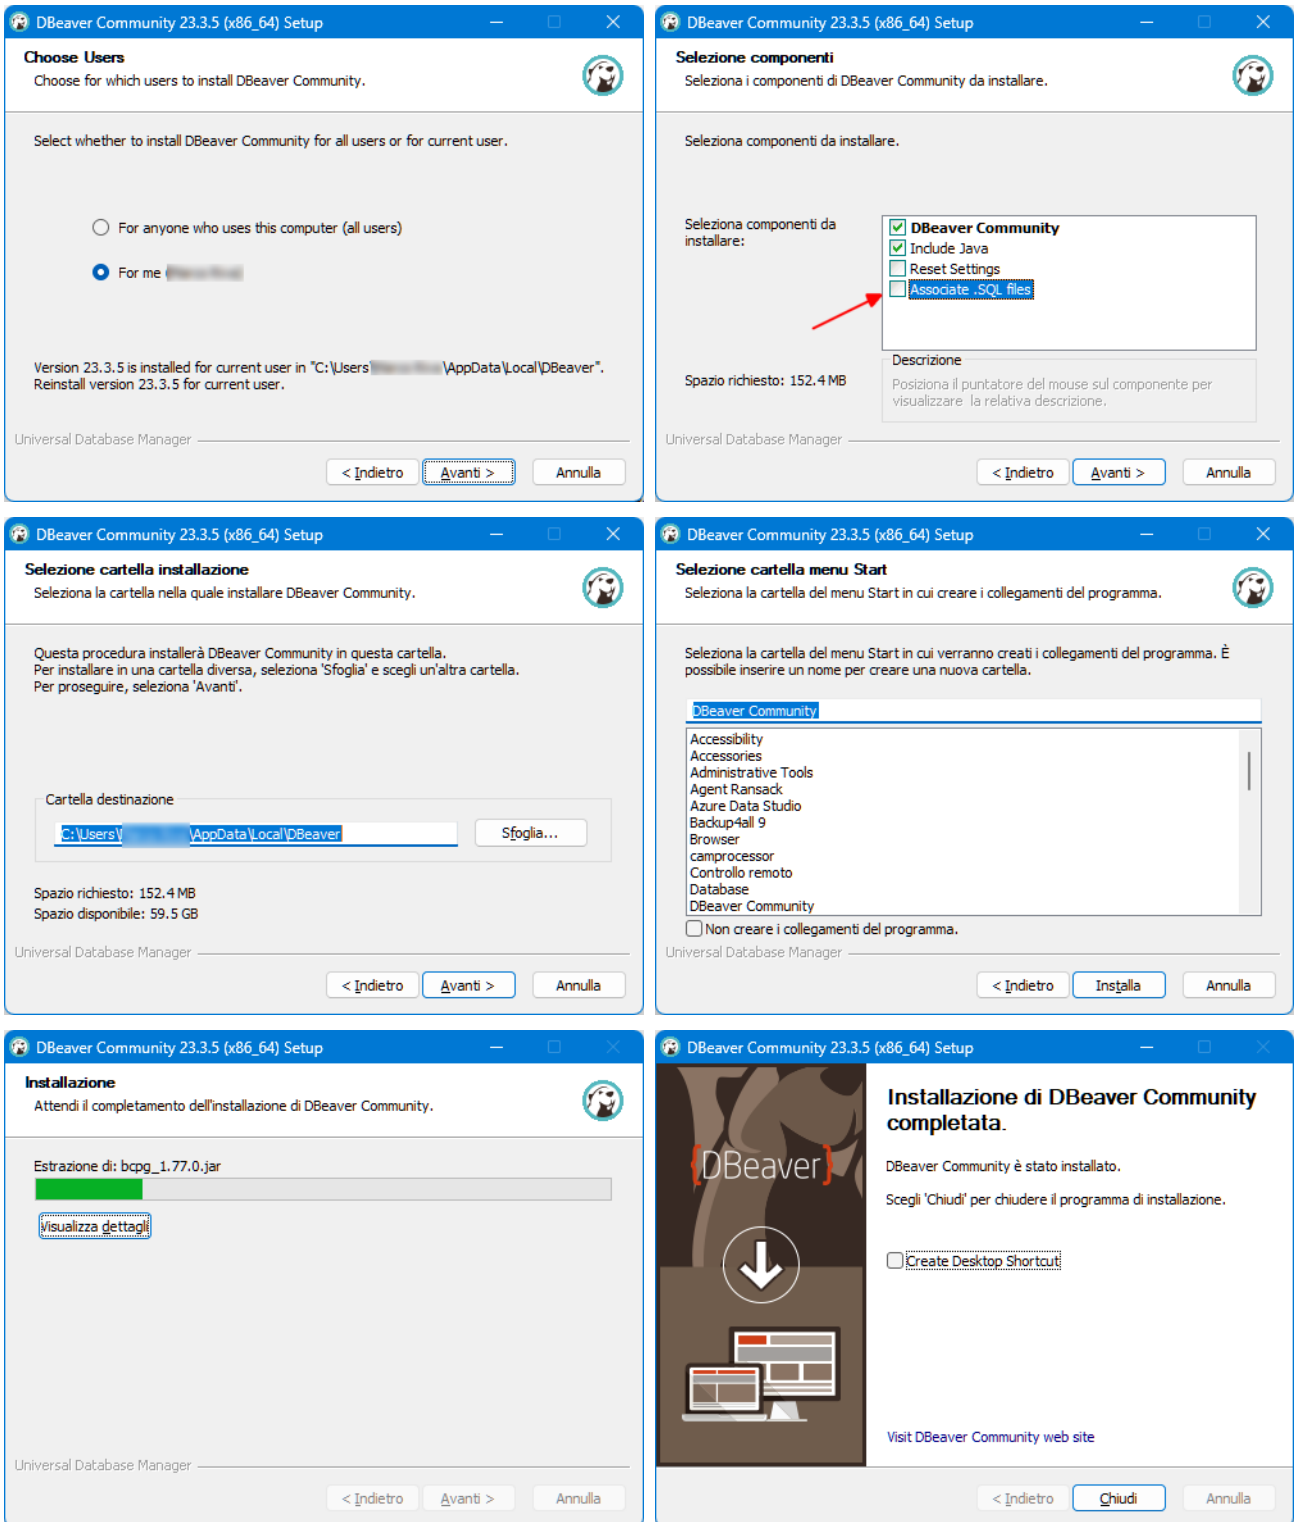 DBeaver Community 23.3.5 (x86_64) Setup
Choose Users
Choose for which users to install DBeaver Community.
Select whether to install DBeaver Community for all users or for current user.
For anyone who uses this computer (all users)
For me
Version 23.3.5 is installed for current user in "C:\Users\ \AppData\Local\DBeaver".
Reinstall version 23.3.5 for current user.
Universal Database Manager
< Indietro
Avanti >
Annulla
DBeaver Community 23.3.5 (x86_64) Setup
Selezione componenti
Seleziona i componenti di DBeaver Community da installare.
Seleziona componenti da installare.
Seleziona componenti da
installare:
DBeaver Community
Include Java
Reset Settings
Associate .SQL files
Spazio richiesto: 152.4 MB
Descrizione
Posiziona il puntatore del mouse sul componente per
visualizzare la relativa descrizione.
Universal Database Manager
< Indietro
Avanti >
Annulla
DBeaver Community 23.3.5 (x86_64) Setup
Selezione cartella installazione
Seleziona la cartella nella quale installare DBeaver Community.
Questa procedura installerà DBeaver Community in questa cartella.
Per installare in una cartella diversa, seleziona 'Sfoglia' e scegli un'altra cartella.
Per proseguire, seleziona 'Avanti'.
Cartella destinazione
C:\Users\ \AppData\Local\DBeaver
Sfoglia...
Spazio richiesto: 152.4 MB
Spazio disponibile: 59.5 GB
Universal Database Manager
< Indietro
Avanti >
Annulla
DBeaver Community 23.3.5 (x86_64) Setup
Selezione cartella menu Start
Seleziona la cartella del menu Start in cui creare i collegamenti del programma.
Seleziona la cartella del menu Start in cui verranno creati i collegamenti del programma. È
possibile inserire un nome per creare una nuova cartella.
DBeaver Community
Accessibility
Accessories
Administrative Tools
Agent Ransack
Azure Data Studio
Backup4all 9
Browser
camprocessor
Controllo remoto
Database
DBeaver Community
Non creare i collegamenti del programma.
Universal Database Manager
< Indietro
Installa
Annulla
DBeaver Community 23.3.5 (x86_64) Setup
Installazione
Attendi il completamento dell'installazione di DBeaver Community.
Estrazione di: bcpg_1.77.0.jar
Visualizza dettagli
Universal Database Manager
< Indietro
Avanti >
Annulla
DBeaver Community 23.3.5 (x86_64) Setup
{DBeaver}
Installazione di DBeaver Community
completata.
DBeaver Community è stato installato.
Scegli 'Chiudi' per chiudere il programma di installazione.
Create Desktop Shortcut
Visit DBeaver Community web site
< Indietro
Chiudi
Annulla